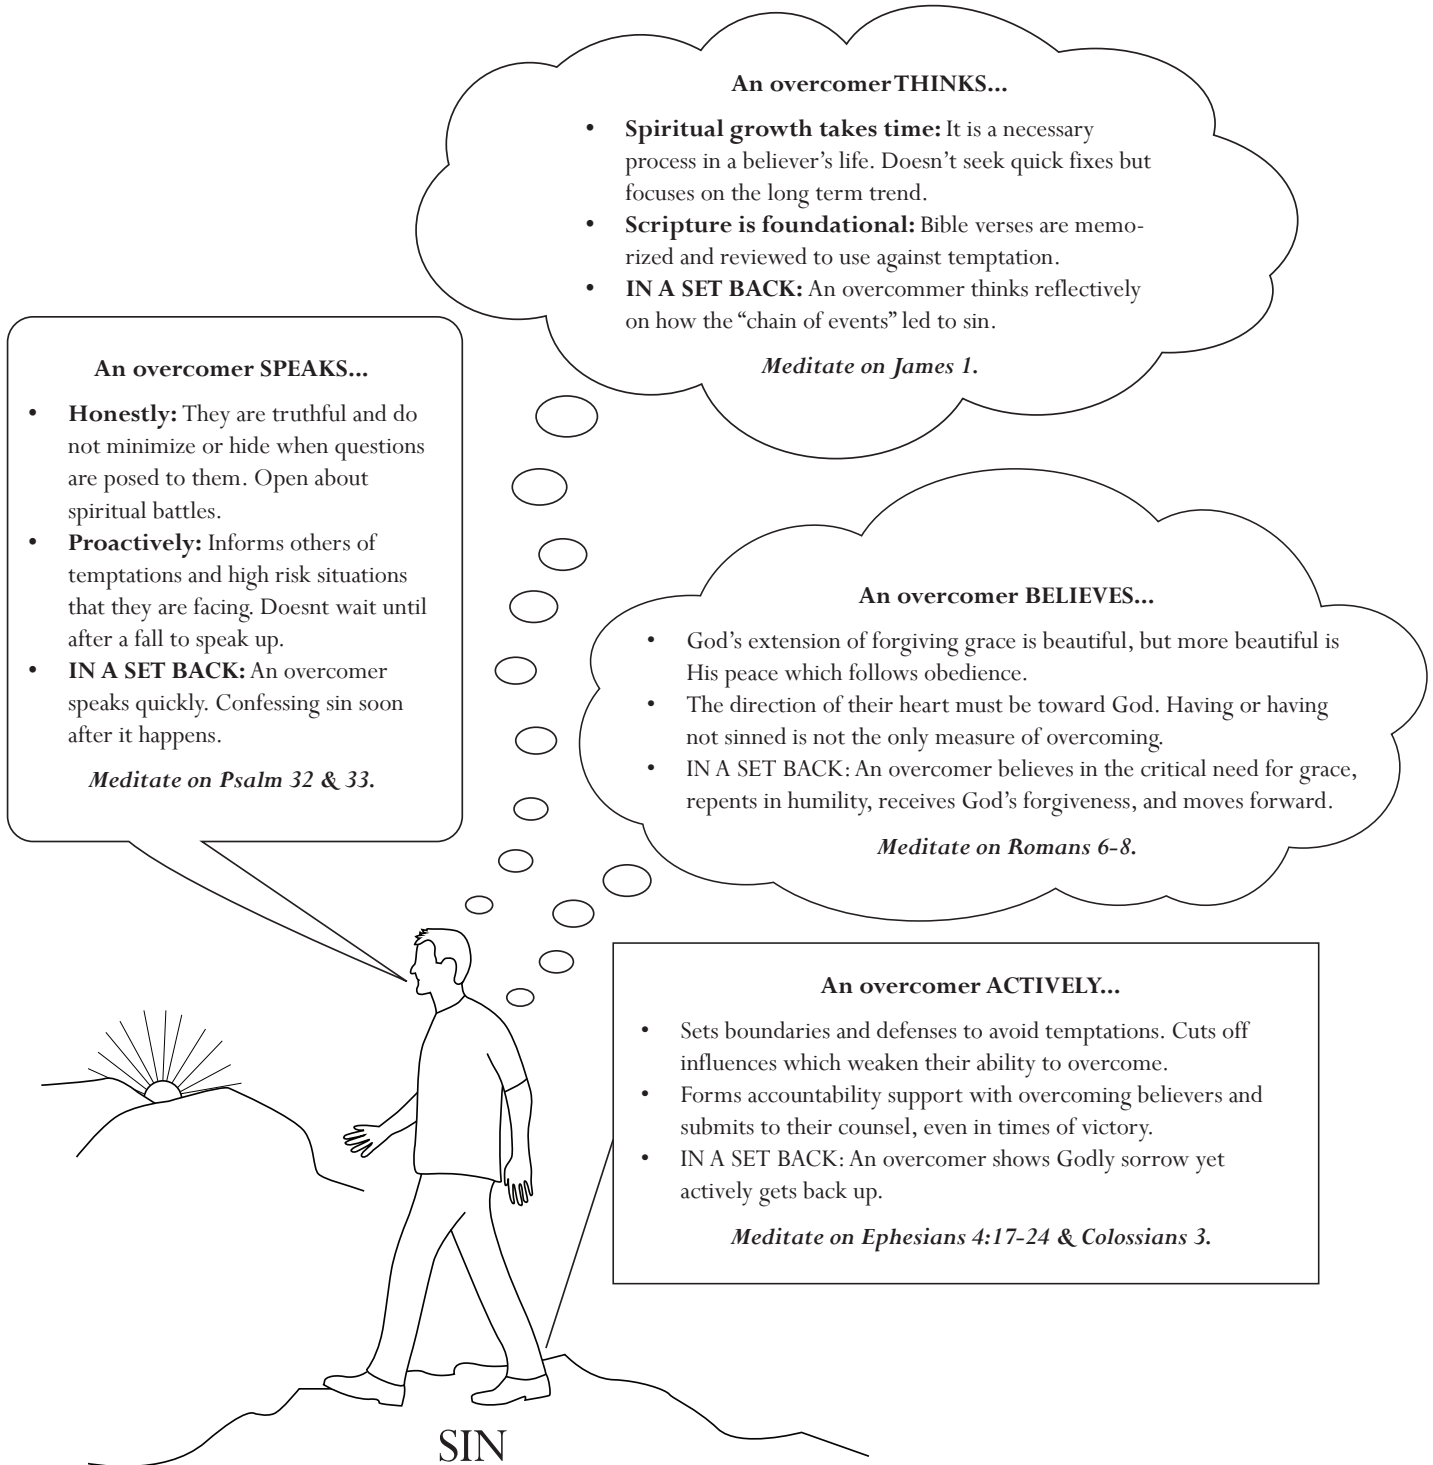 An overcomer THINKS...
• Spiritual growth takes time: It is a necessary
process in a believer's life. Doesn't seek quick fixes but
focuses on the long term trend.
• Scripture is foundational: Bible verses are memo-
rized and reviewed to use against temptation.
• IN A SET BACK: An overcommer thinks reflectively
on how the “chain of events” led to sin.
Meditate on James 1.
An overcomer SPEAKS...
• Honestly: They are truthful and do
not minimize or hide when questions
are posed to them. Open about
spiritual battles.
• Proactively: Informs others of
temptations and high risk situations
that they are facing. Doesnt wait until
after a fall to speak up.
• IN A SET BACK: An overcomer
speaks quickly. Confessing sin soon
after it happens.
Meditate on Psalm 32 & 33.
An overcomer BELIEVES...
• God’s extension of forgiving grace is beautiful, but more beautiful is
His peace which follows obedience.
• The direction of their heart must be toward God. Having or having
not sinned is not the only measure of overcoming.
• IN A SET BACK: An overcomer believes in the critical need for grace,
repents in humility, receives God’s forgiveness, and moves forward.
Meditate on Romans 6-8.
An overcomer ACTIVELY...
• Sets boundaries and defenses to avoid temptations. Cuts off
influences which weaken their ability to overcome.
• Forms accountability support with overcoming believers and
submits to their counsel, even in times of victory.
• IN A SET BACK: An overcomer shows Godly sorrow yet
actively gets back up.
Meditate on Ephesians 4:17-24 & Colossians 3.
SIN